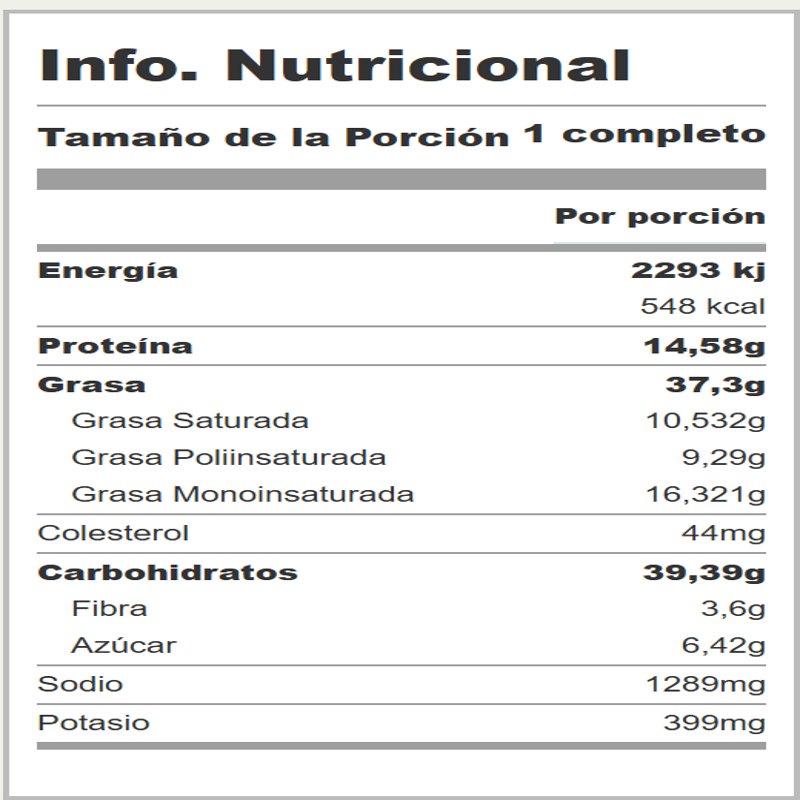 Info. Nutricional
Tamaño de la Porción 1 completo
Por porción
Energía 2293 kj
548 kcal
Proteína 14,58g
Grasa 37,3g
Grasa Saturada 10,532g
Grasa Poliinsaturada 9,29g
Grasa Monoinsaturada 16,321g
Colesterol 44mg
Carbohidratos 39,39g
Fibra 3,6g
Azúcar 6,42g
Sodio 1289mg
Potasio 399mg